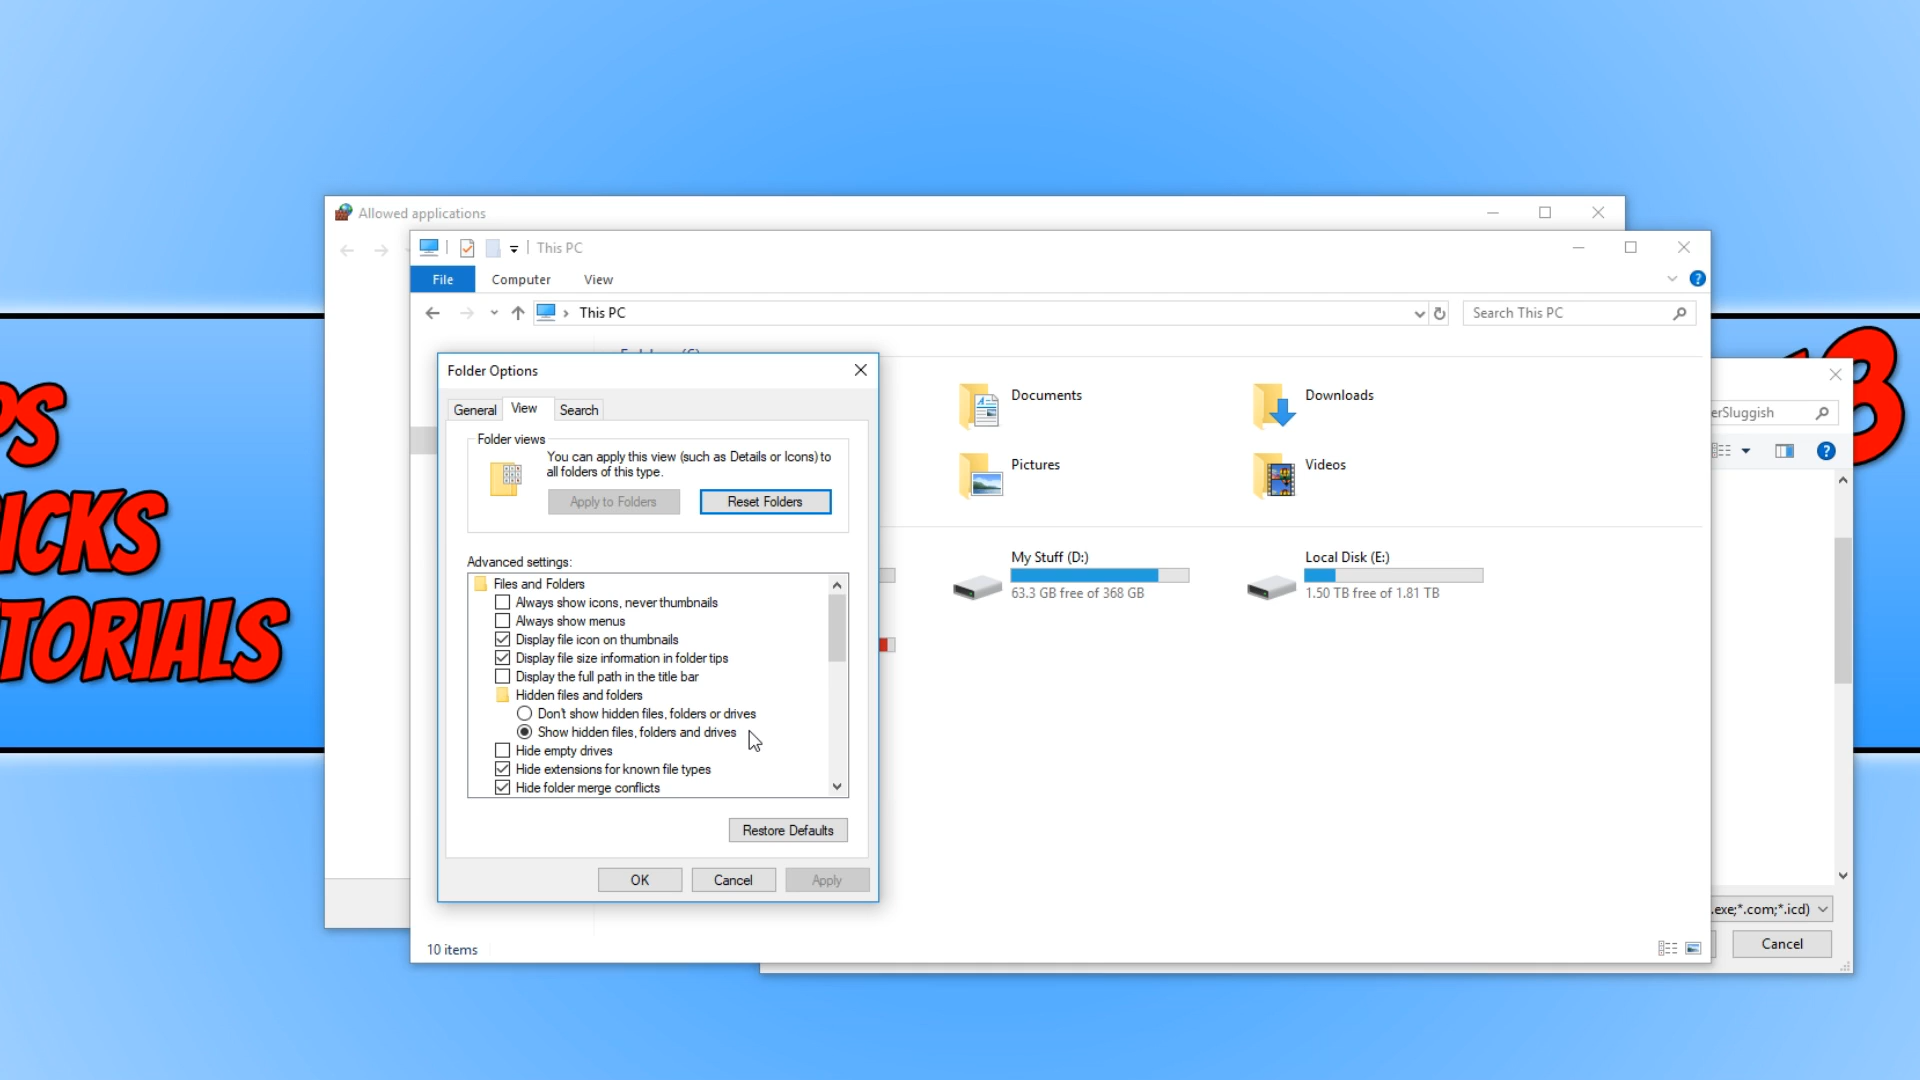 Allowed applications
This PC
File
Computer
View
This PC
Search This PC
Folder Options
General
View
Search
Folder views
You can apply this view (such as Details or Icons) to
all folders of this type.
Apply to Folders
Reset Folders
Advanced settings:
Files and Folders
Always show icons, never thumbnails
Always show menus
Display file icon on thumbnails
Display file size information in folder tips
Display the full path in the title bar
Hidden files and folders
Don't show hidden files, folders or drives
Show hidden files, folders and drives
Hide empty drives
Hide extensions for known file types
Hide folder merge conflicts
Restore Defaults
OK
Cancel
Apply
Documents
Downloads
Pictures
Videos
My Stuff (D:)
63.3 GB free of 368 GB
Local Disk (E:)
1.50 TB free of 1.81 TB
10 items
erSluggish
.exe;*.com;*.icd)
Cancel
PS
ICKS
TORIALS